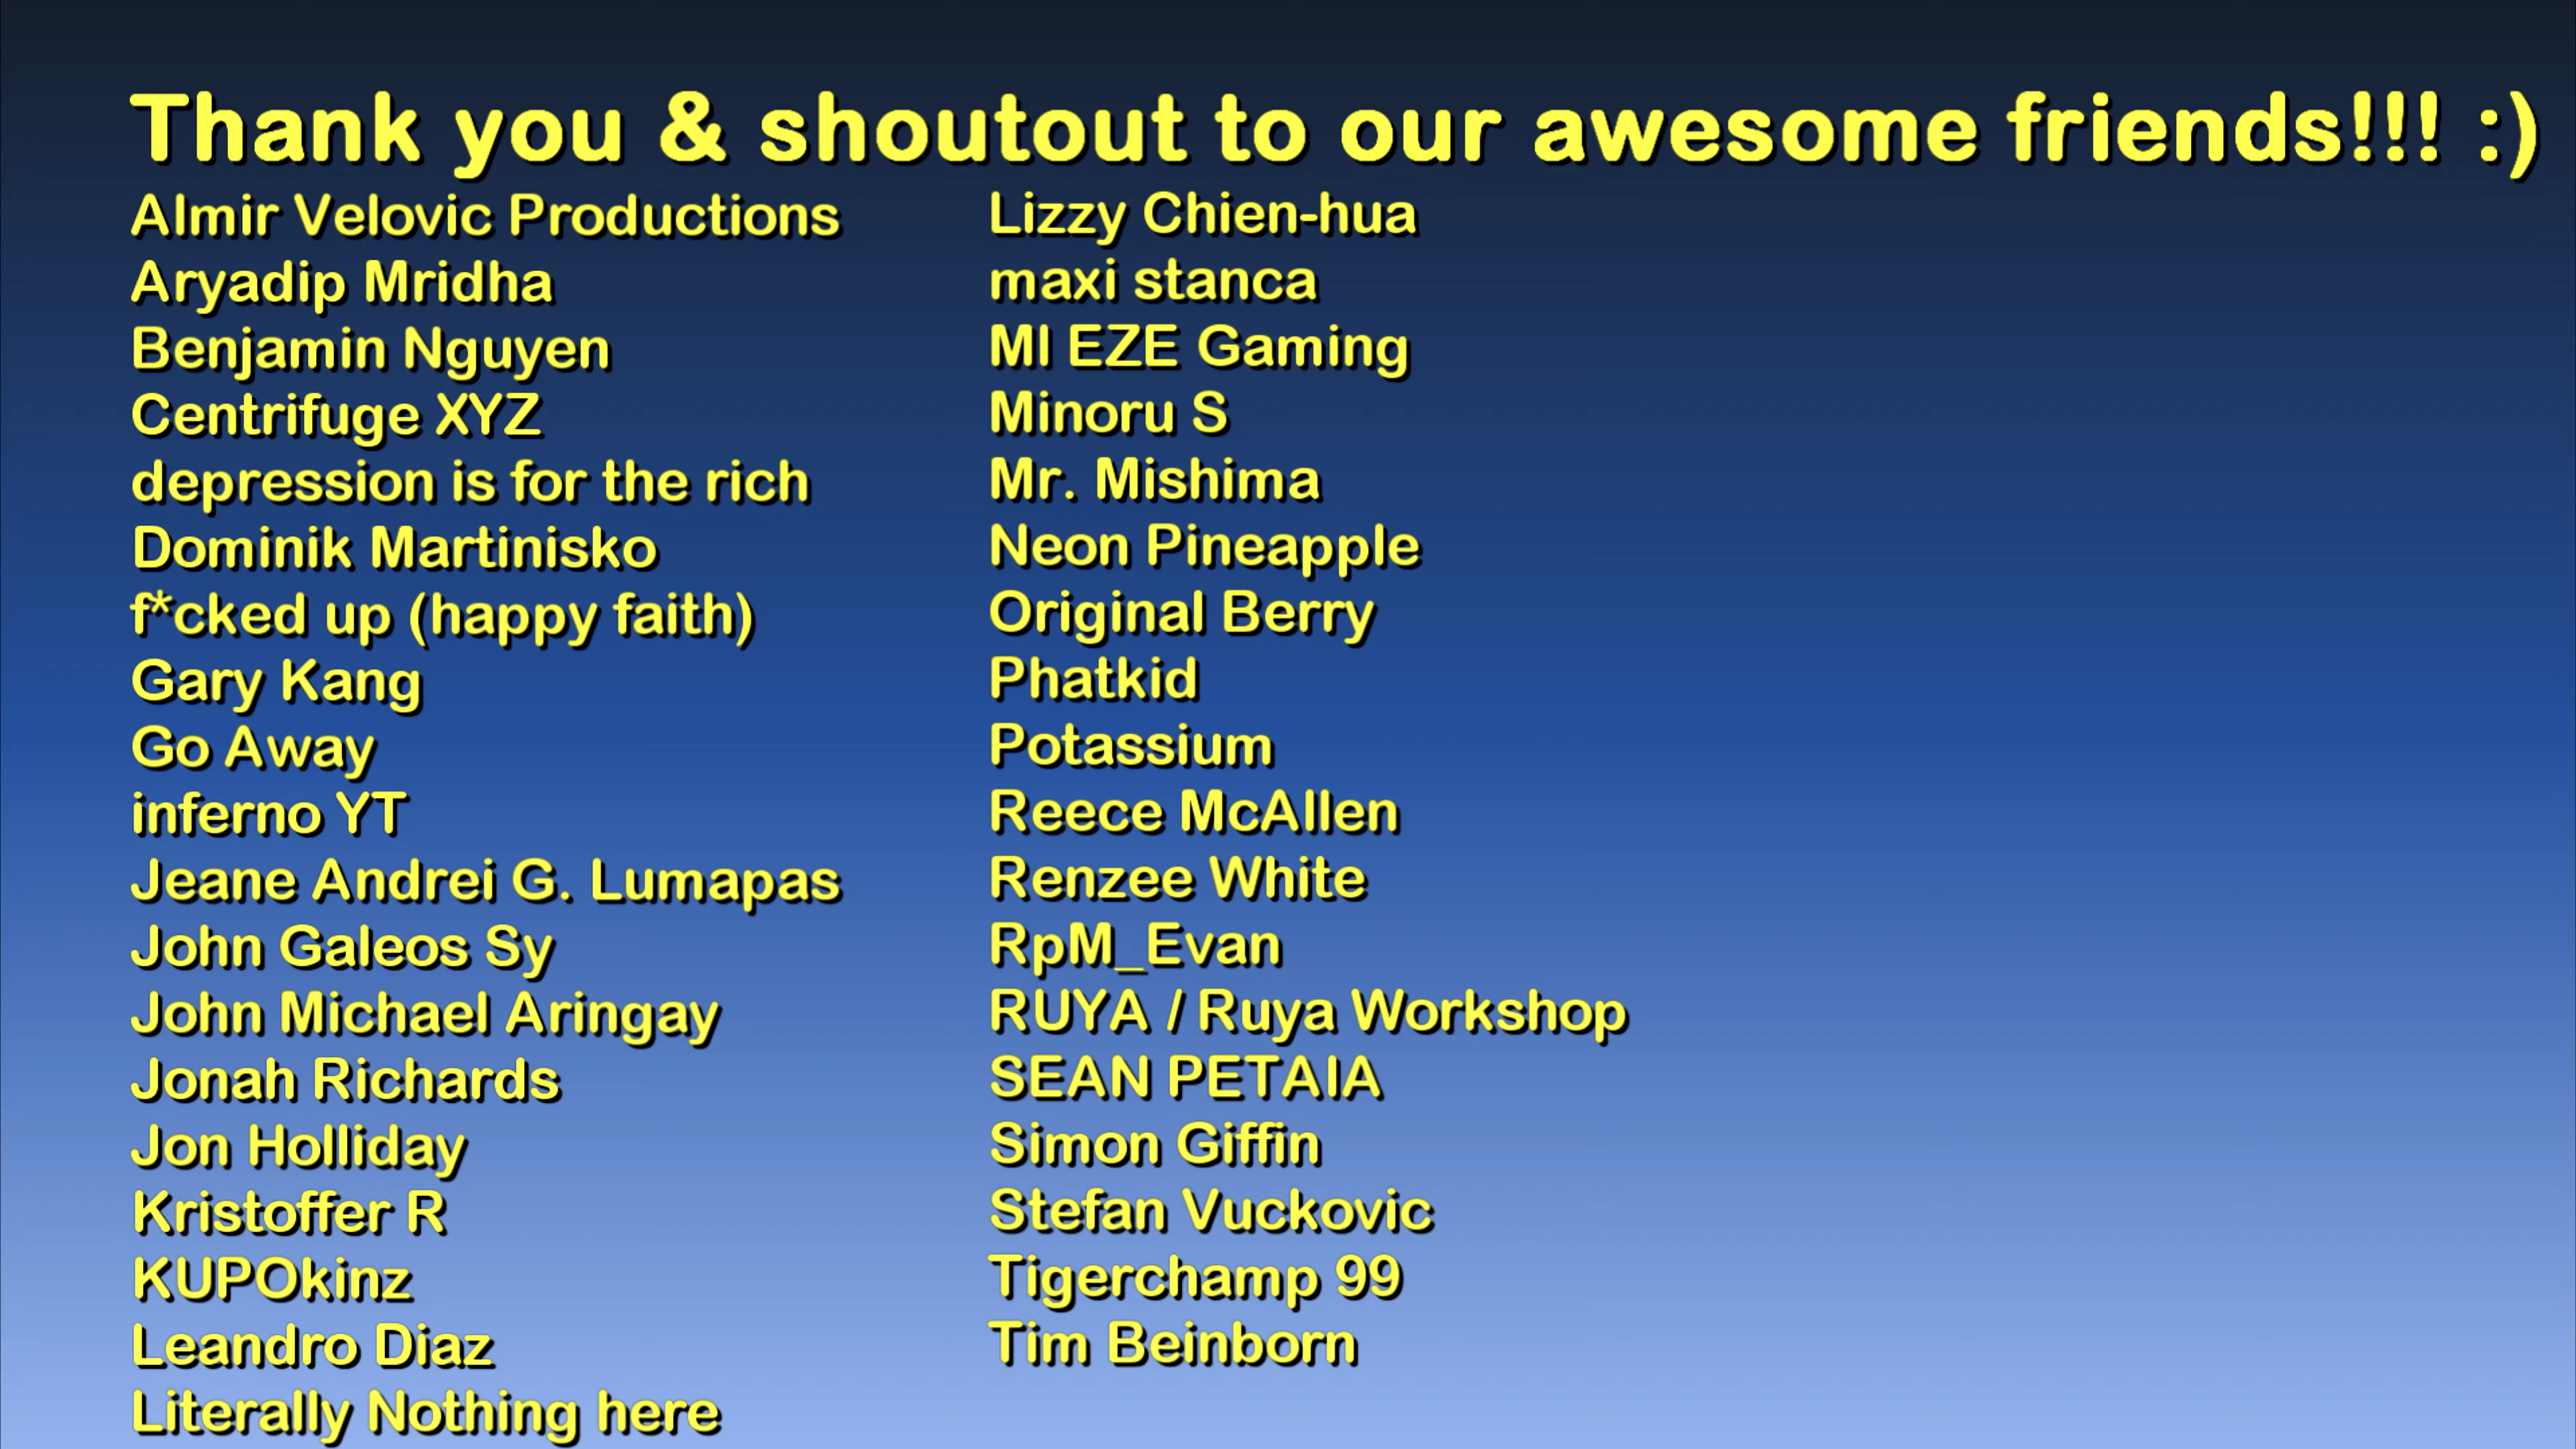 Thank you & shoutout to our awesome friends!!! :)
Almir Velovic Productions
Aryadip Mridha
Benjamin Nguyen
Centrifuge XYZ
depression is for the rich
Dominik Martinisko
f*cked up (happy faith)
Gary Kang
Go Away
inferno YT
Jeane Andrei G. Lumapas
John Galeos Sy
John Michael Aringay
Jonah Richards
Jon Holliday
Kristoffer R
KUPOkinz
Leandro Diaz
Literally Nothing here
Lizzy Chien-hua
maxi stanca
MI EZE Gaming
Minoru S
Mr. Mishima
Neon Pineapple
Original Berry
Phatkid
Potassium
Reece McAllen
Renzee White
RpM_Evan
RUYA / Ruya Workshop
SEAN PETAIA
Simon Giffin
Stefan Vuckovic
Tigerchamp 99
Tim Beinborn